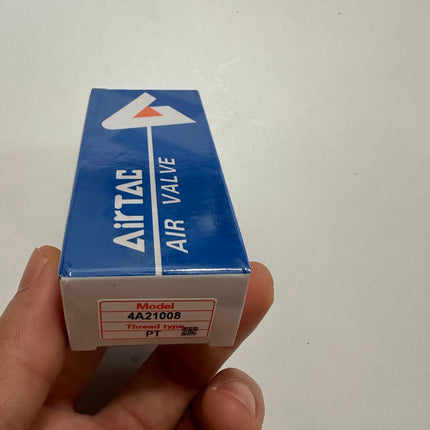 AirTAC
AIR VALVE
Model
4A21008
Thread type
PT